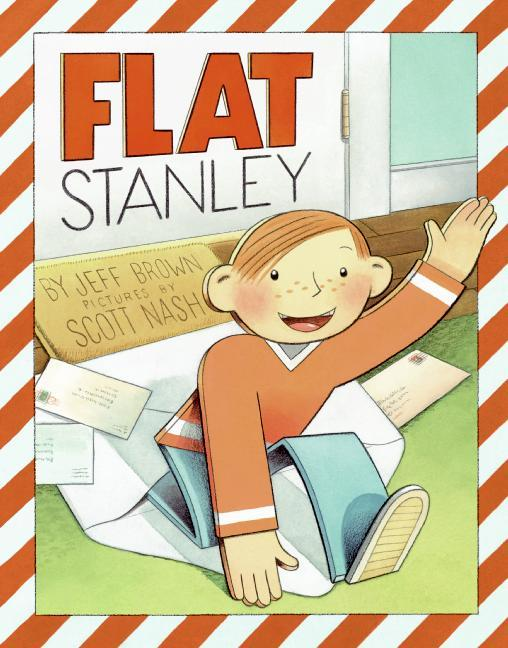 FLAT
STANLEY
BY JEFF BROWN
PICTURES BY
SCOTT NASH